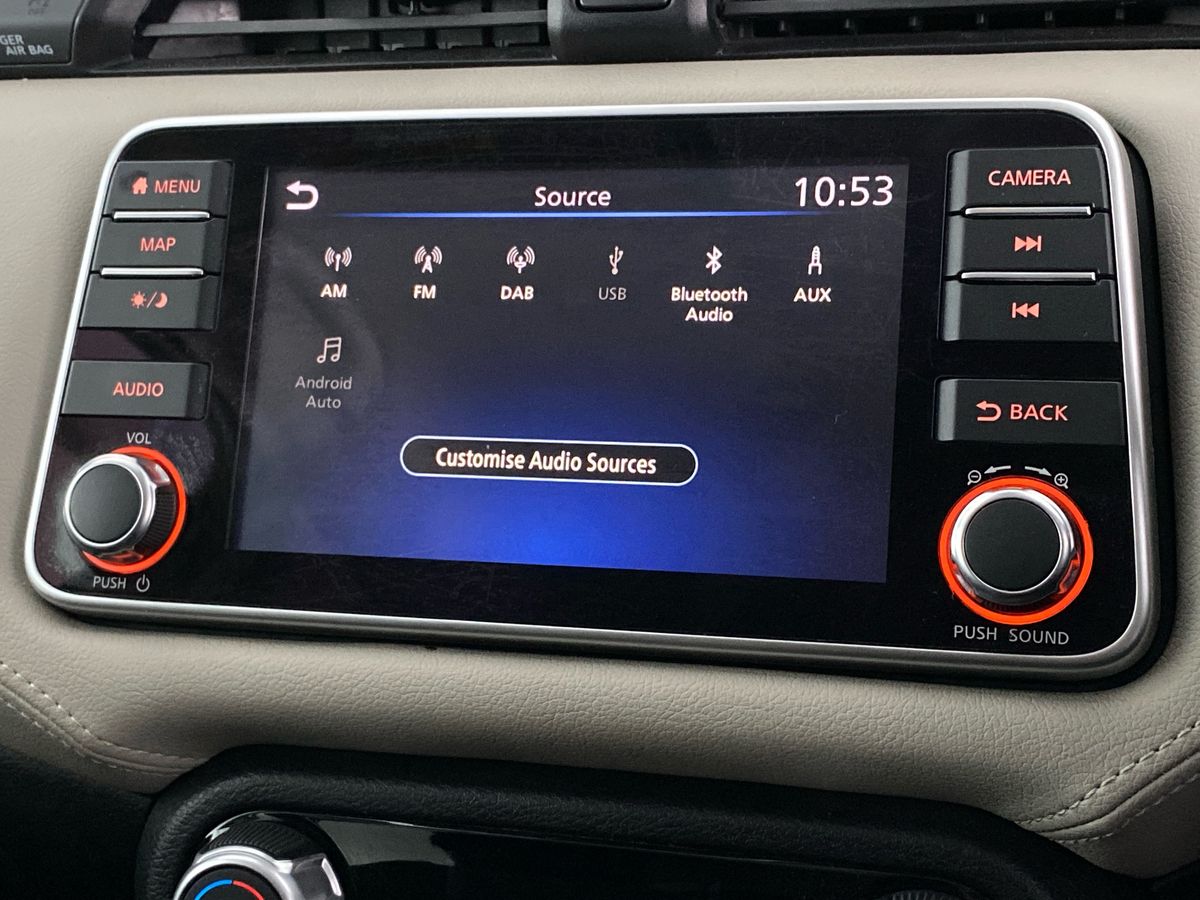 GER
AIR BAG
MENU
MAP
AUDIO
VOL
PUSH
Source
10:53
AM
FM
DAB
USB
Bluetooth
Audio
AUX
Android
Auto
Customise Audio Sources
CAMERA
BACK
PUSH SOUND